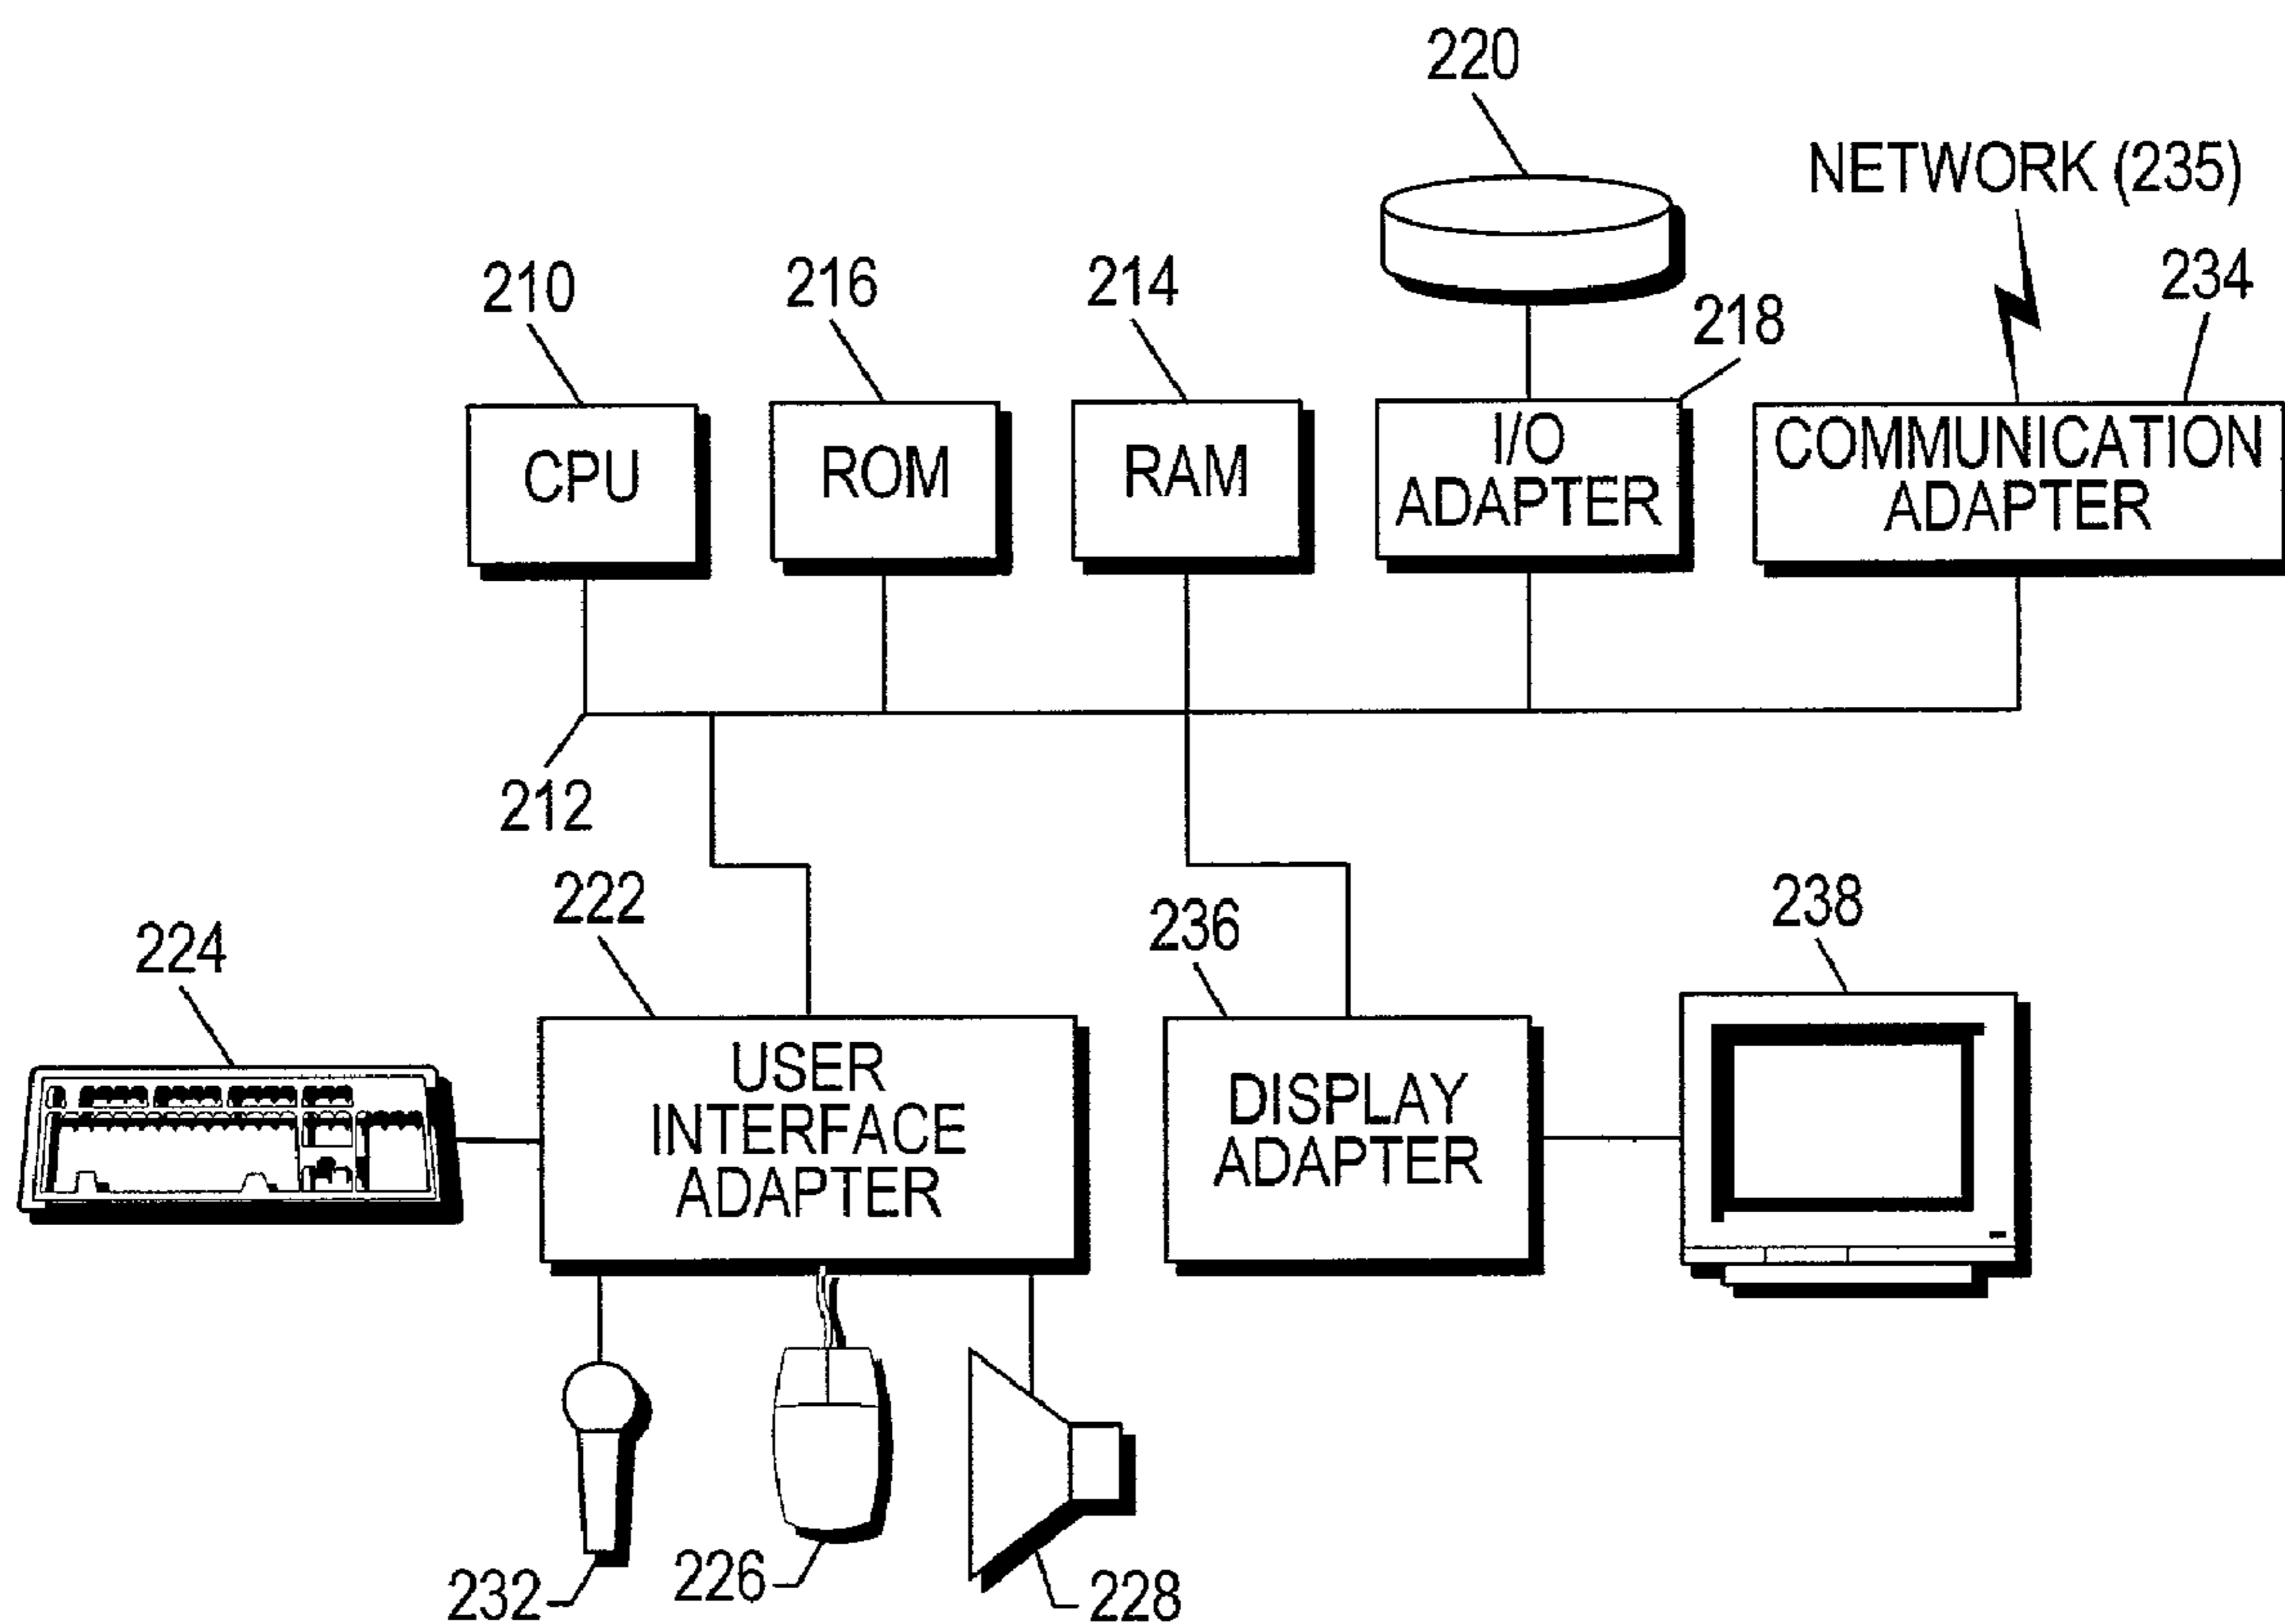 220
NETWORK (235)
210
216
214
218
234
CPU
ROM
RAM
I/O
ADAPTER
COMMUNICATION
ADAPTER
212
222
236
238
224
USER
INTERFACE
ADAPTER
DISPLAY
ADAPTER
232
226
228